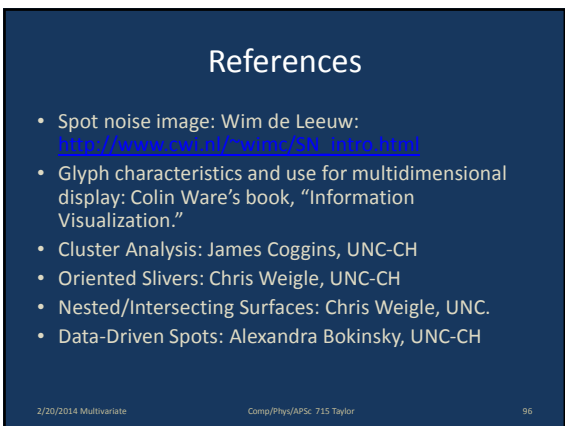 References
• Spot noise image: Wim de Leeuw:
http://www.cwi.nl/~wimc/SN_intro.html
• Glyph characteristics and use for multidimensional
display: Colin Ware's book, “Information
Visualization.”
• Cluster Analysis: James Coggins, UNC-CH
• Oriented Slivers: Chris Weigle, UNC-CH
• Nested/Intersecting Surfaces: Chris Weigle, UNC.
• Data-Driven Spots: Alexandra Bokinsky, UNC-CH
2/20/2014 Multivariate
Comp/Phys/APSc 715 Taylor
96